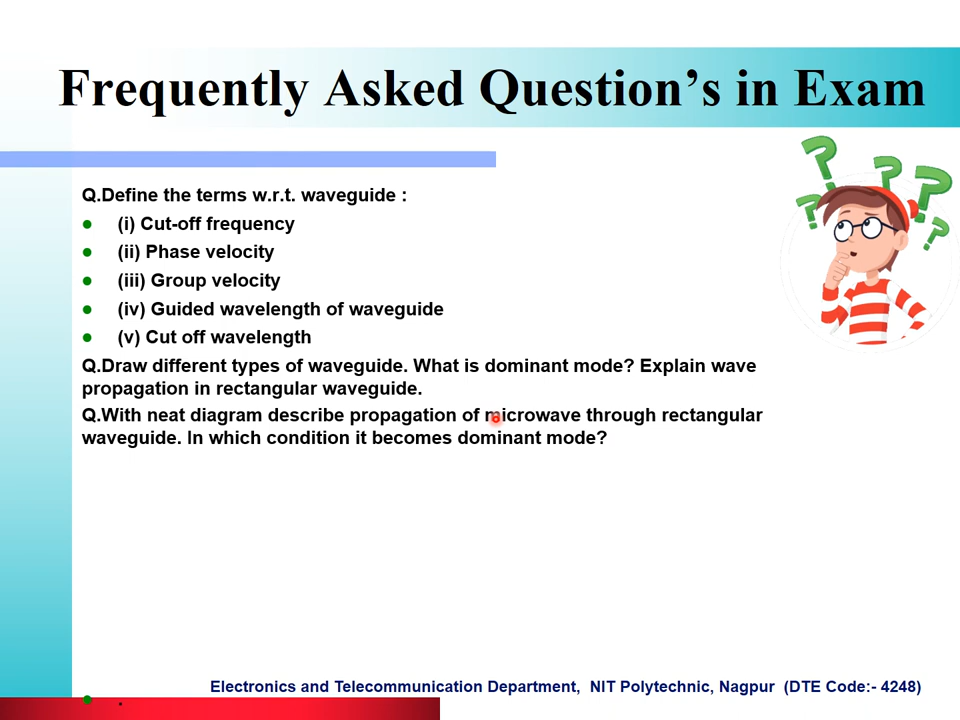 Frequently Asked Question’s in Exam
Q.Define the terms w.r.t. waveguide :
(i) Cut-off frequency
(ii) Phase velocity
(iii) Group velocity
(iv) Guided wavelength of waveguide
(v) Cut off wavelength
Q.Draw different types of waveguide. What is dominant mode? Explain wave
propagation in rectangular waveguide.
Q.With neat diagram describe propagation of microwave through rectangular
waveguide. In which condition it becomes dominant mode?
Electronics and Telecommunication Department, NIT Polytechnic, Nagpur (DTE Code:- 4248)
.